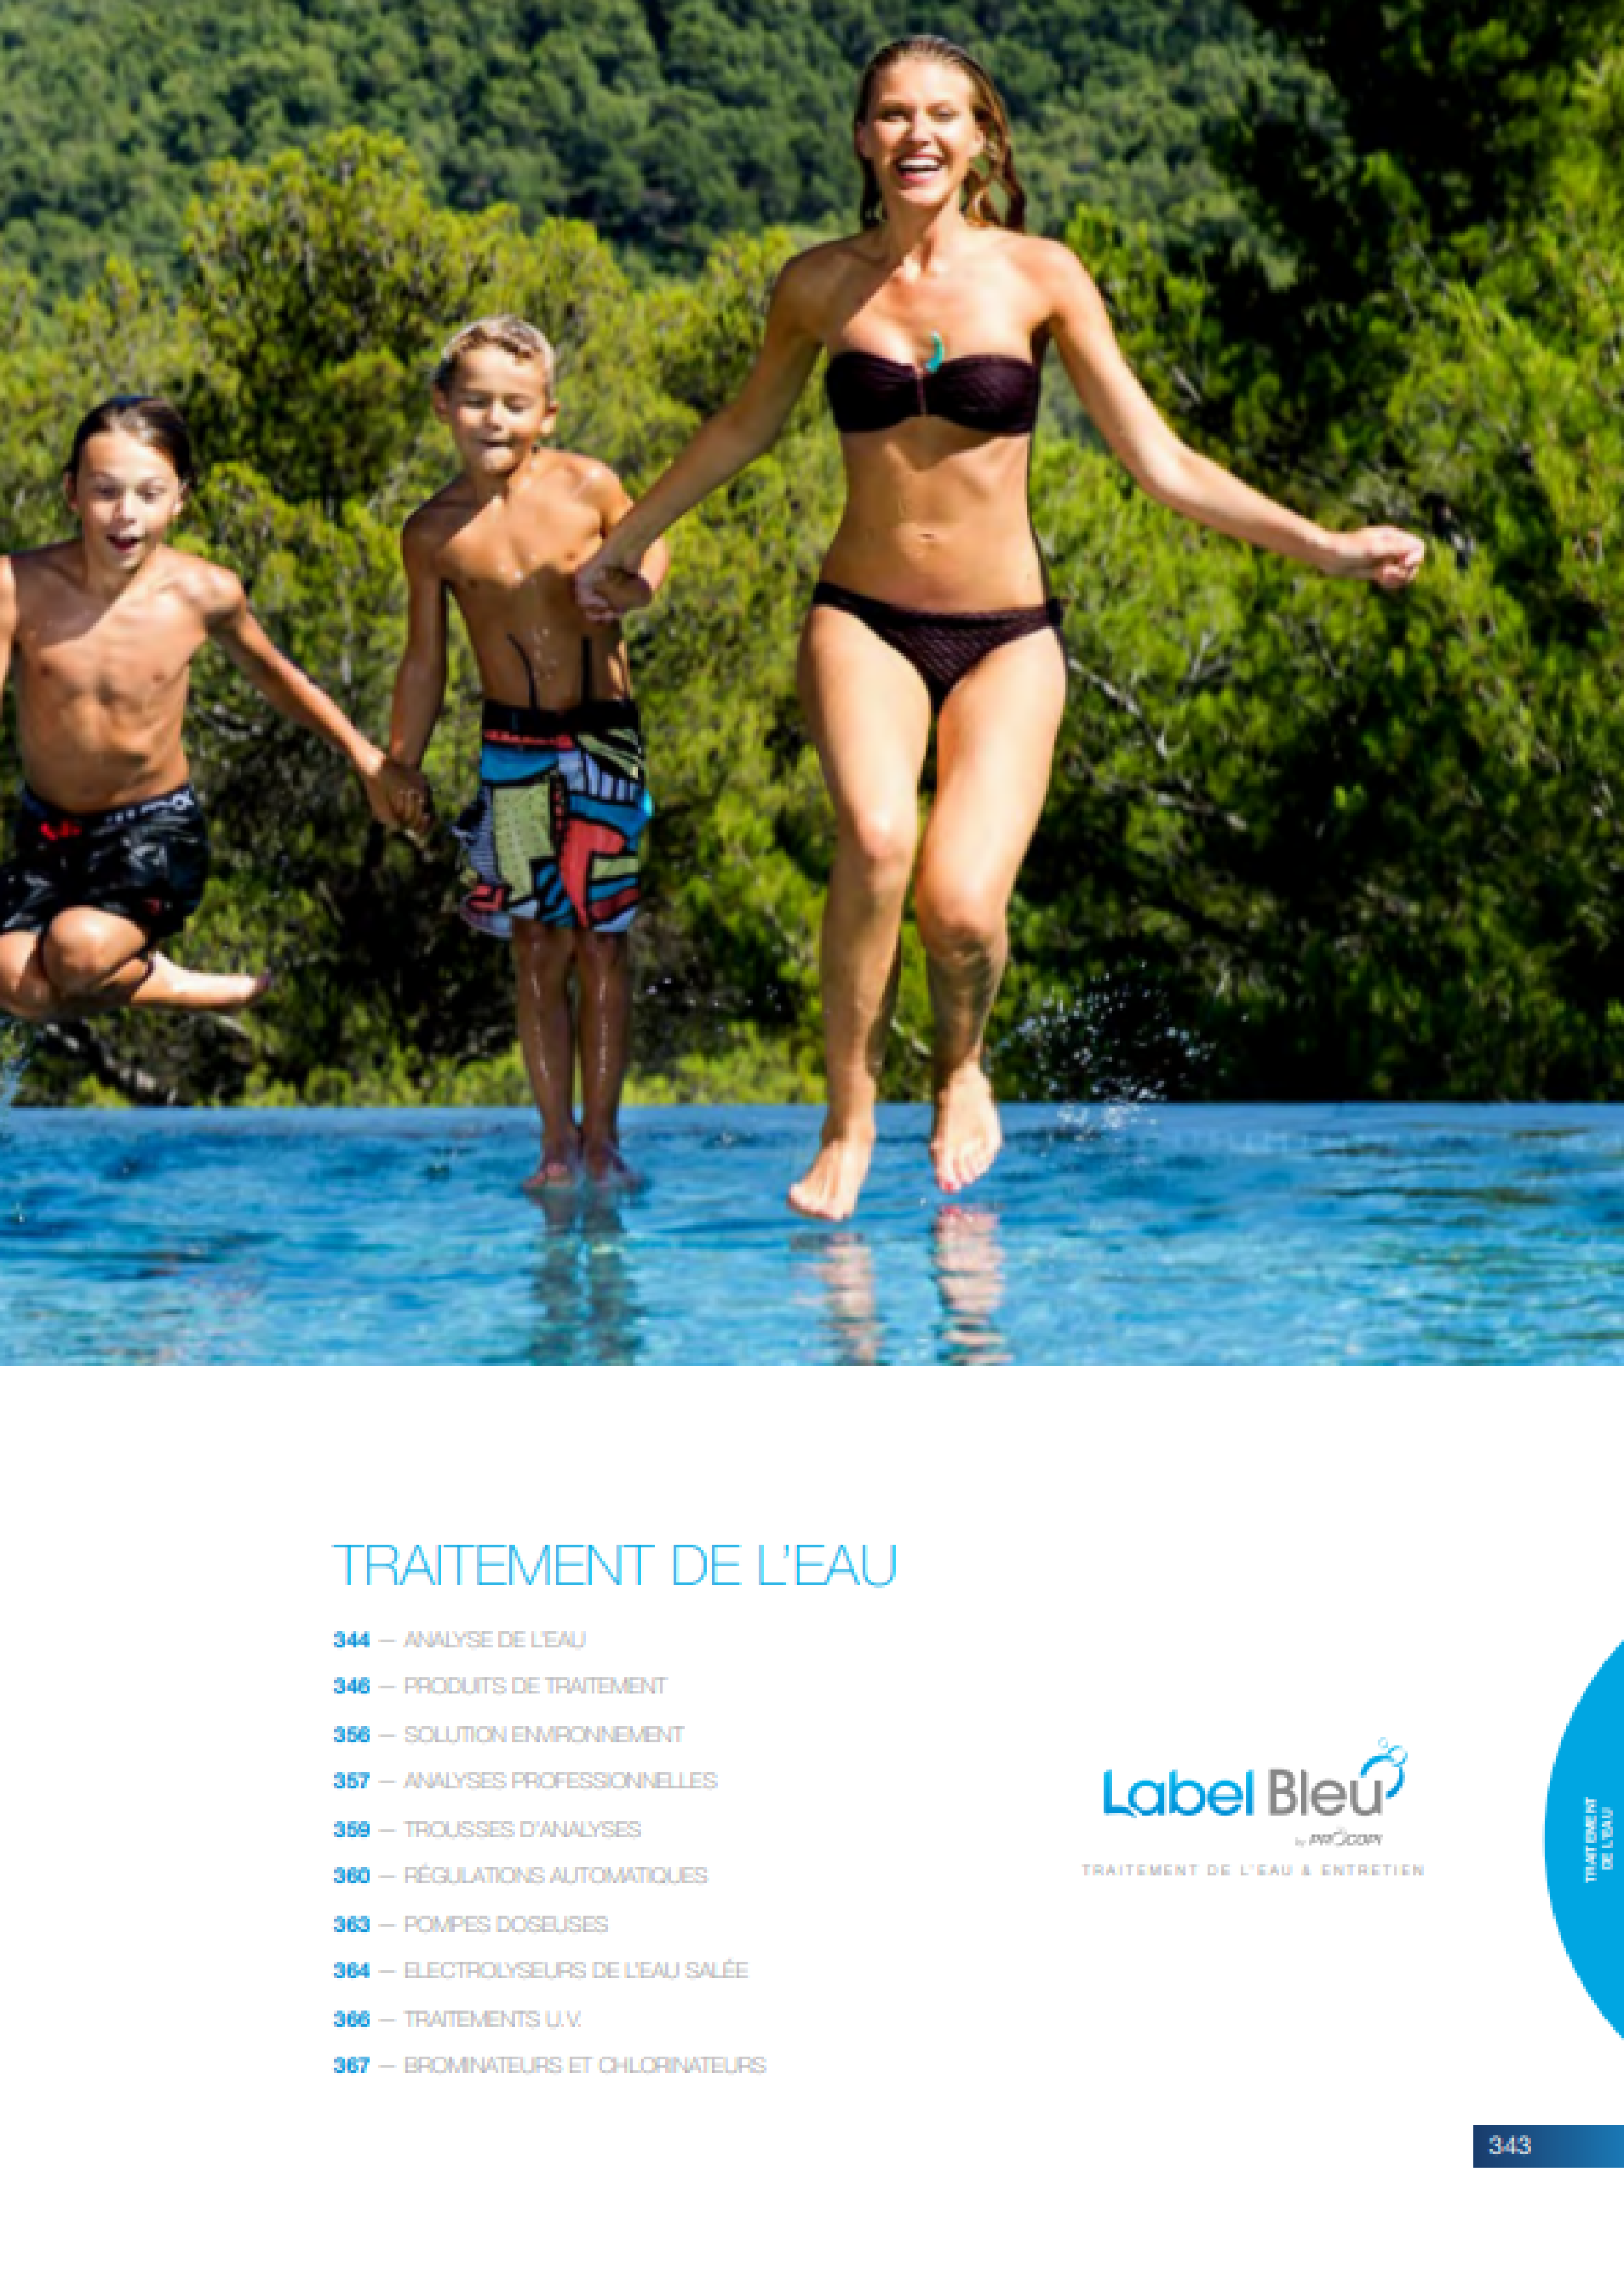 TRAITEMENT DE L'EAU
344 — ANALYSE DE L'EAU
346 — PRODUITS DE TRAITEMENT
356 — SOLUTION ENVIRONNEMENT
357 — ANALYSES PROFESSIONNELLES
359 — TROUSSES D'ANALYSES
360 — RÉGULATIONS AUTOMATIQUES
363 — POMPES DOSEUSES
364 — ELECTROLYSEURS DE L'EAU SALÉE
366 — TRAITEMENTS U.V.
367 — BROMINATEURS ET CHLORINATEURS
Label Bleu
by PROCOPI
TRAITEMENT DE L'EAU & ENTRETIEN
TRAITEMENT
DE L'EAU
343